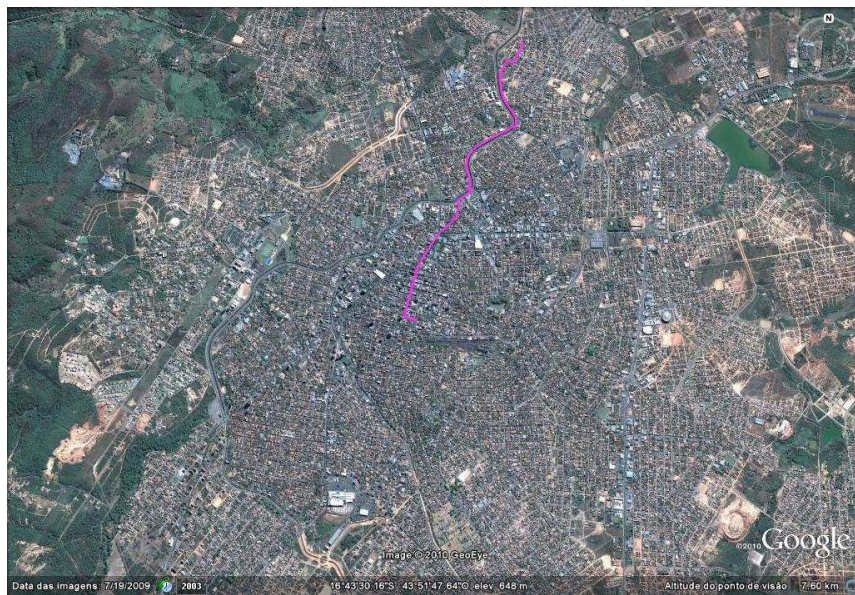 N
Image © 2010 GeoEye
©2010 Google
Data das imagens: 7/19/2009 2003 16°43'30.16"S 43°51'47.64"O elev 648 m Altitude do ponto de visão 7.60 km